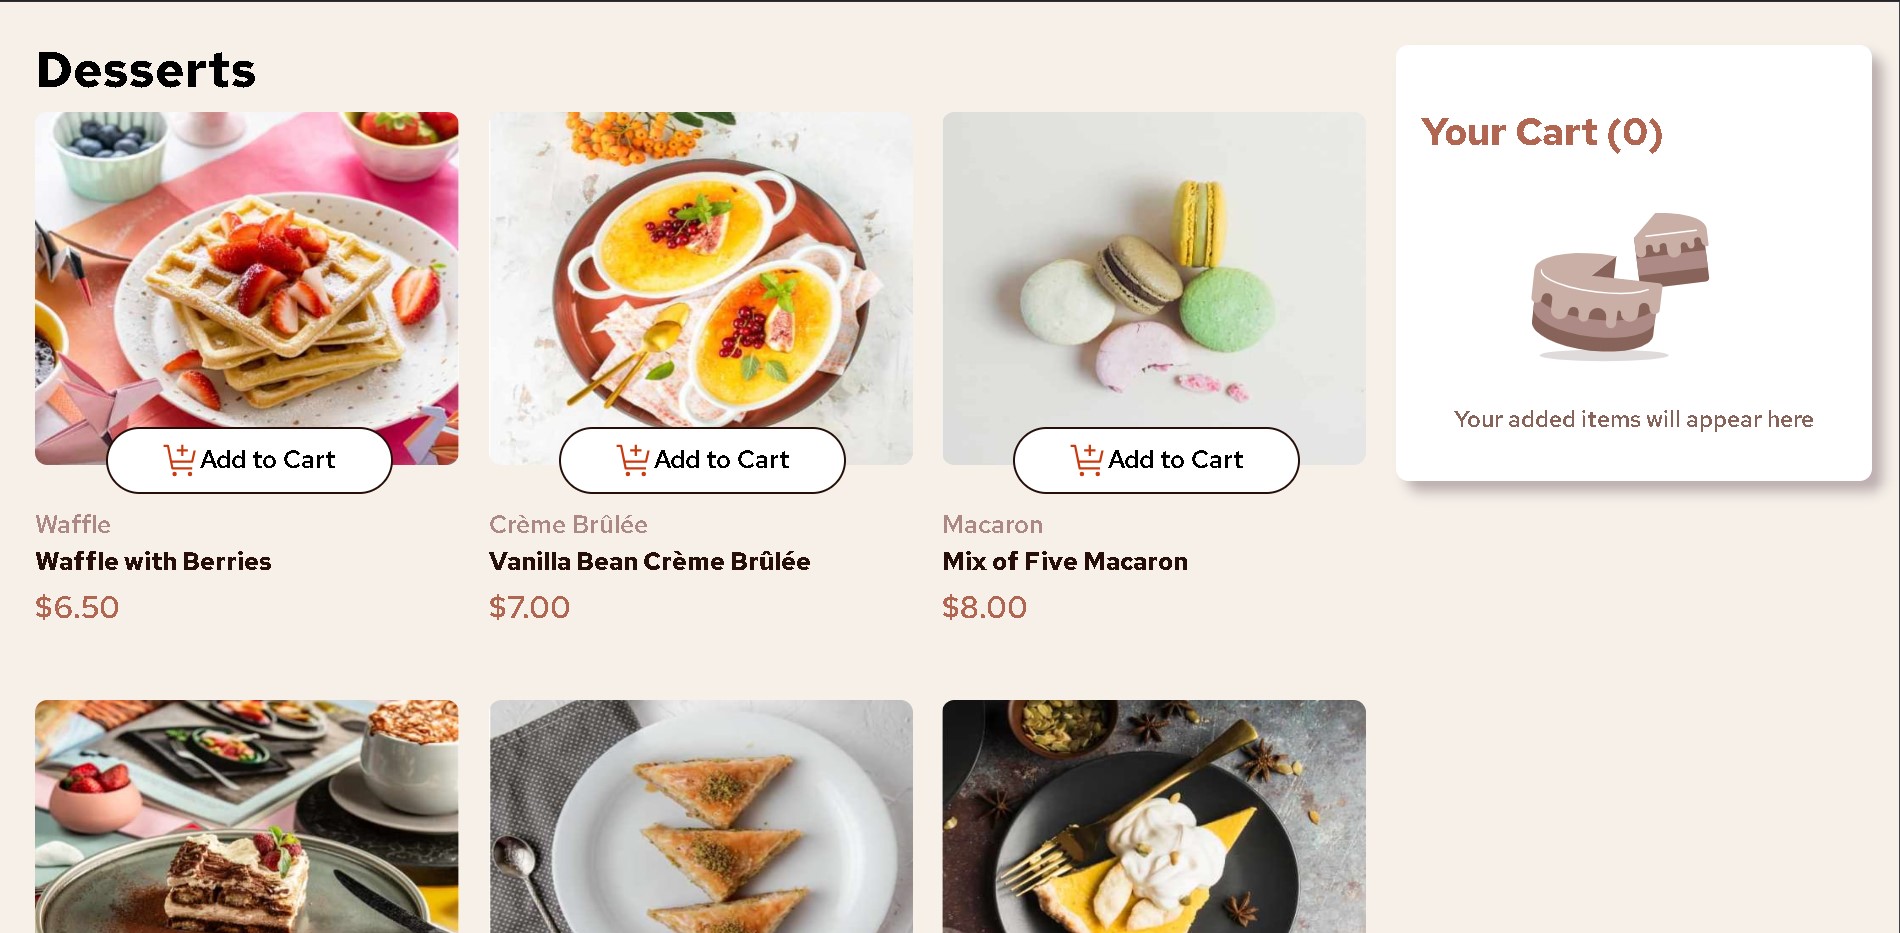 Desserts
Add to Cart
Waffle
Waffle with Berries
$6.50
Add to Cart
Crème Brûlée
Vanilla Bean Crème Brûlée
$7.00
Add to Cart
Macaron
Mix of Five Macaron
$8.00
Your Cart (0)
Your added items will appear here